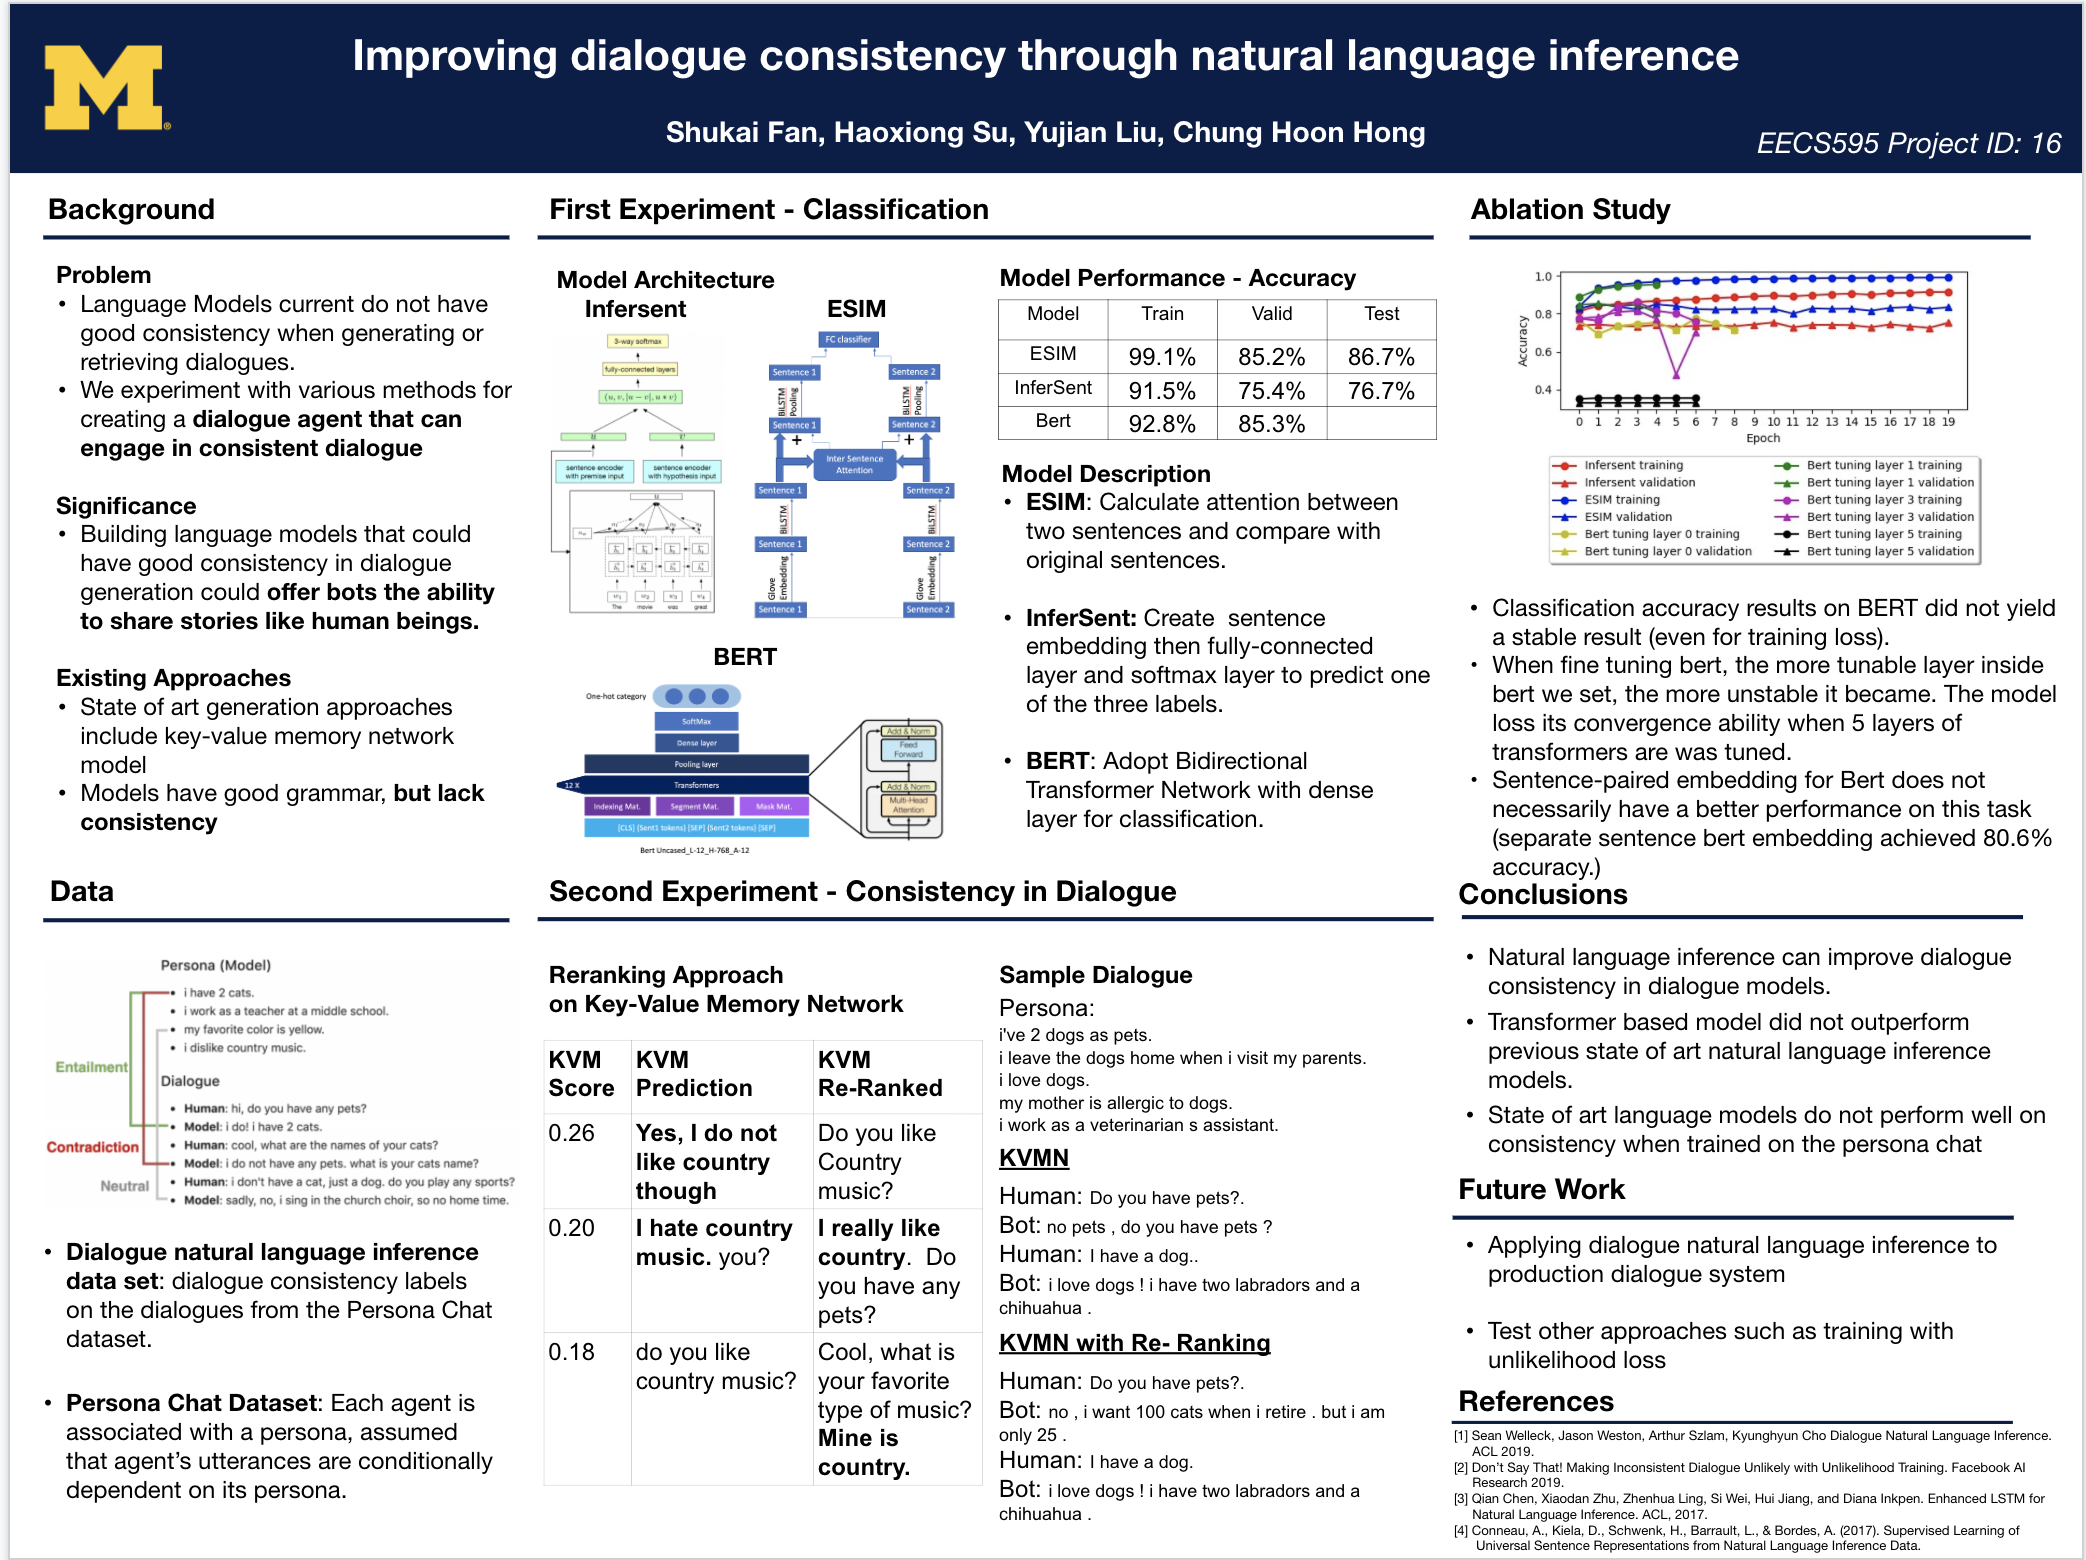 Improving dialogue consistency through natural language inference
Shukai Fan, Haoxiong Su, Yujian Liu, Chung Hoon Hong
EECS595 Project ID: 16
Background
Problem
• Language Models current do not have
good consistency when generating or
retrieving dialogues.
• We experiment with various methods for
creating a dialogue agent that can
engage in consistent dialogue
Significance
• Building language models that could
have good consistency in dialogue
generation could offer bots the ability
to share stories like human beings.
Existing Approaches
• State of art generation approaches
include key-value memory network
model
• Models have good grammar, but lack
consistency
Data
Persona (Model)
• i have 2 cats.
• i work as a teacher at a middle school.
• my favorite color is yellow.
• i dislike country music.
Entailment
Dialogue
• Human: hi, do you have any pets?
• Model: i do! i have 2 cats.
• Human: cool, what are the names of your cats?
Contradiction
• Model: i do not have any pets. what is your cats name?
• Human: i don't have a cat, just a dog. do you play any sports?
Neutral
• Model: sadly, no, i sing in the church choir, so no home time.
• Dialogue natural language inference
data set: dialogue consistency labels
on the dialogues from the Persona Chat
dataset.
• Persona Chat Dataset: Each agent is
associated with a persona, assumed
that agent's utterances are conditionally
dependent on its persona.
First Experiment - Classification
Model Architecture
Infersent
3-way softmax
fully-connected layers
(u, v, |u − v|, u ∗ v)
u
v
sentence encoder
with premise input
sentence encoder
with hypothesis input
u
The movie was great
ESIM
FC classifier
Sentence 1
Sentence 2
BiLSTM
Pooling
BiLSTM
Pooling
Sentence 1
Sentence 2
+
+
Inter Sentence
Attention
Sentence 1
Sentence 2
BiLSTM
BiLSTM
Sentence 1
Sentence 2
Glove
Embedding
Glove
Embedding
Sentence 1
Sentence 2
BERT
One-hot category
SoftMax
Dense layer
Pooling layer
12 X
Transformers
Indexing Mat.
Segment Mat.
Mask Mat.
[CLS] {Sent1 tokens} [SEP] {Sent2 tokens} [SEP]
Bert Uncased_L-12_H-768_A-12
Add & Norm
Feed
Forward
Add & Norm
Multi-Head
Attention
Model Performance - Accuracy
Model Train Valid Test
ESIM 99.1% 85.2% 86.7%
InferSent 91.5% 75.4% 76.7%
Bert 92.8% 85.3%
Model Description
• ESIM: Calculate attention between
two sentences and compare with
original sentences.
• InferSent: Create sentence
embedding then fully-connected
layer and softmax layer to predict one
of the three labels.
• BERT: Adopt Bidirectional
Transformer Network with dense
layer for classification.
Second Experiment - Consistency in Dialogue
Reranking Approach
on Key-Value Memory Network
KVM
Score
KVM
Prediction
KVM
Re-Ranked
0.26
Yes, I do not
like country
though
Do you like
Country
music?
0.20
I hate country
music. you?
I really like
country. Do
you have any
pets?
0.18
do you like
country music?
Cool, what is
your favorite
type of music?
Mine is
country.
Sample Dialogue
Persona:
i've 2 dogs as pets.
i leave the dogs home when i visit my parents.
i love dogs.
my mother is allergic to dogs.
i work as a veterinarian s assistant.
KVMN
Human: Do you have pets?.
Bot: no pets , do you have pets ?
Human: I have a dog..
Bot: i love dogs ! i have two labradors and a
chihuahua .
KVMN with Re- Ranking
Human: Do you have pets?.
Bot: no , i want 100 cats when i retire . but i am
only 25 .
Human: I have a dog.
Bot: i love dogs ! i have two labradors and a
chihuahua .
Ablation Study
1.0
0.8
0.6
0.4
Accuracy
0 1 2 3 4 5 6 7 8 9 10 11 12 13 14 15 16 17 18 19
Epoch
Infersent training
Infersent validation
ESIM training
ESIM validation
Bert tuning layer 0 training
Bert tuning layer 0 validation
Bert tuning layer 1 training
Bert tuning layer 1 validation
Bert tuning layer 3 training
Bert tuning layer 3 validation
Bert tuning layer 5 training
Bert tuning layer 5 validation
• Classification accuracy results on BERT did not yield
a stable result (even for training loss).
• When fine tuning bert, the more tunable layer inside
bert we set, the more unstable it became. The model
loss its convergence ability when 5 layers of
transformers are was tuned.
• Sentence-paired embedding for Bert does not
necessarily have a better performance on this task
(separate sentence bert embedding achieved 80.6%
accuracy.)
Conclusions
• Natural language inference can improve dialogue
consistency in dialogue models.
• Transformer based model did not outperform
previous state of art natural language inference
models.
• State of art language models do not perform well on
consistency when trained on the persona chat
Future Work
• Applying dialogue natural language inference to
production dialogue system
• Test other approaches such as training with
unlikelihood loss
References
[1] Sean Welleck, Jason Weston, Arthur Szlam, Kyunghyun Cho Dialogue Natural Language Inference.
ACL 2019.
[2] Don't Say That! Making Inconsistent Dialogue Unlikely with Unlikelihood Training. Facebook AI
Research 2019.
[3] Qian Chen, Xiaodan Zhu, Zhenhua Ling, Si Wei, Hui Jiang, and Diana Inkpen. Enhanced LSTM for
Natural Language Inference. ACL, 2017.
[4] Conneau, A., Kiela, D., Schwenk, H., Barrault, L., & Bordes, A. (2017). Supervised Learning of
Universal Sentence Representations from Natural Language Inference Data.